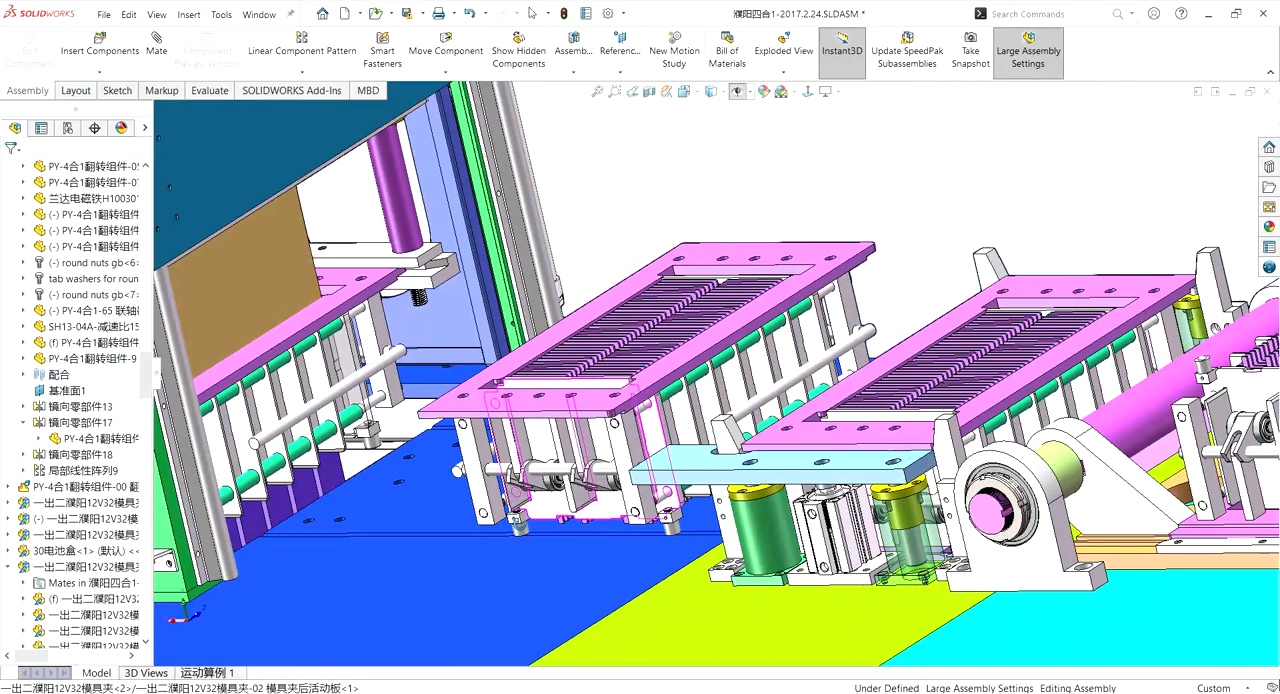 SOLIDWORKS File Edit View Insert Tools Window 濮阳四合1-2017.2.24.SLDASM * Search Commands
Edit Component
Insert Components
Mate
Component Preview Window
Linear Component Pattern
Smart Fasteners
Move Component
Show Hidden Components
Assemb...
Referenc...
New Motion Study
Bill of Materials
Exploded View
Instant3D
Update SpeedPak Subassemblies
Take Snapshot
Large Assembly Settings
Assembly Layout Sketch Markup Evaluate SOLIDWORKS Add-Ins MBD
PY-4合1翻转组件-05
PY-4合1翻转组件-0
兰达电磁铁H10030
(-) PY-4合1翻转组件
(-) PY-4合1翻转组件
(-) PY-4合1翻转组件
(-) round nuts gb<6>
tab washers for roun
(-) round nuts gb<7>
(-) PY-4合1-65 联轴
SH13-04A-减速比15
(f) PY-4合1翻转组件
PY-4合1翻转组件-9
配合
基准面1
镜向零部件13
镜向零部件17
PY-4合1翻转组件
镜向零部件18
局部线性阵列9
PY-4合1翻转组件-00 翻
一出二濮阳12V32模具夹
(-) 一出二濮阳12V32模
一出二濮阳12V32模具夹
30电池盒<1> (默认) <<
一出二濮阳12V32模具夹
Mates in 濮阳四合1-
(f) 一出二濮阳12V32
一出二濮阳12V32模
一出二濮阳12V32模
一出二濮阳12V32模
Z
Model 3D Views 运动算例 1
一出二濮阳12V32模具夹<2>/一出二濮阳12V32模具夹-02 模具夹后活动板<1> Under Defined Large Assembly Settings Editing Assembly Custom